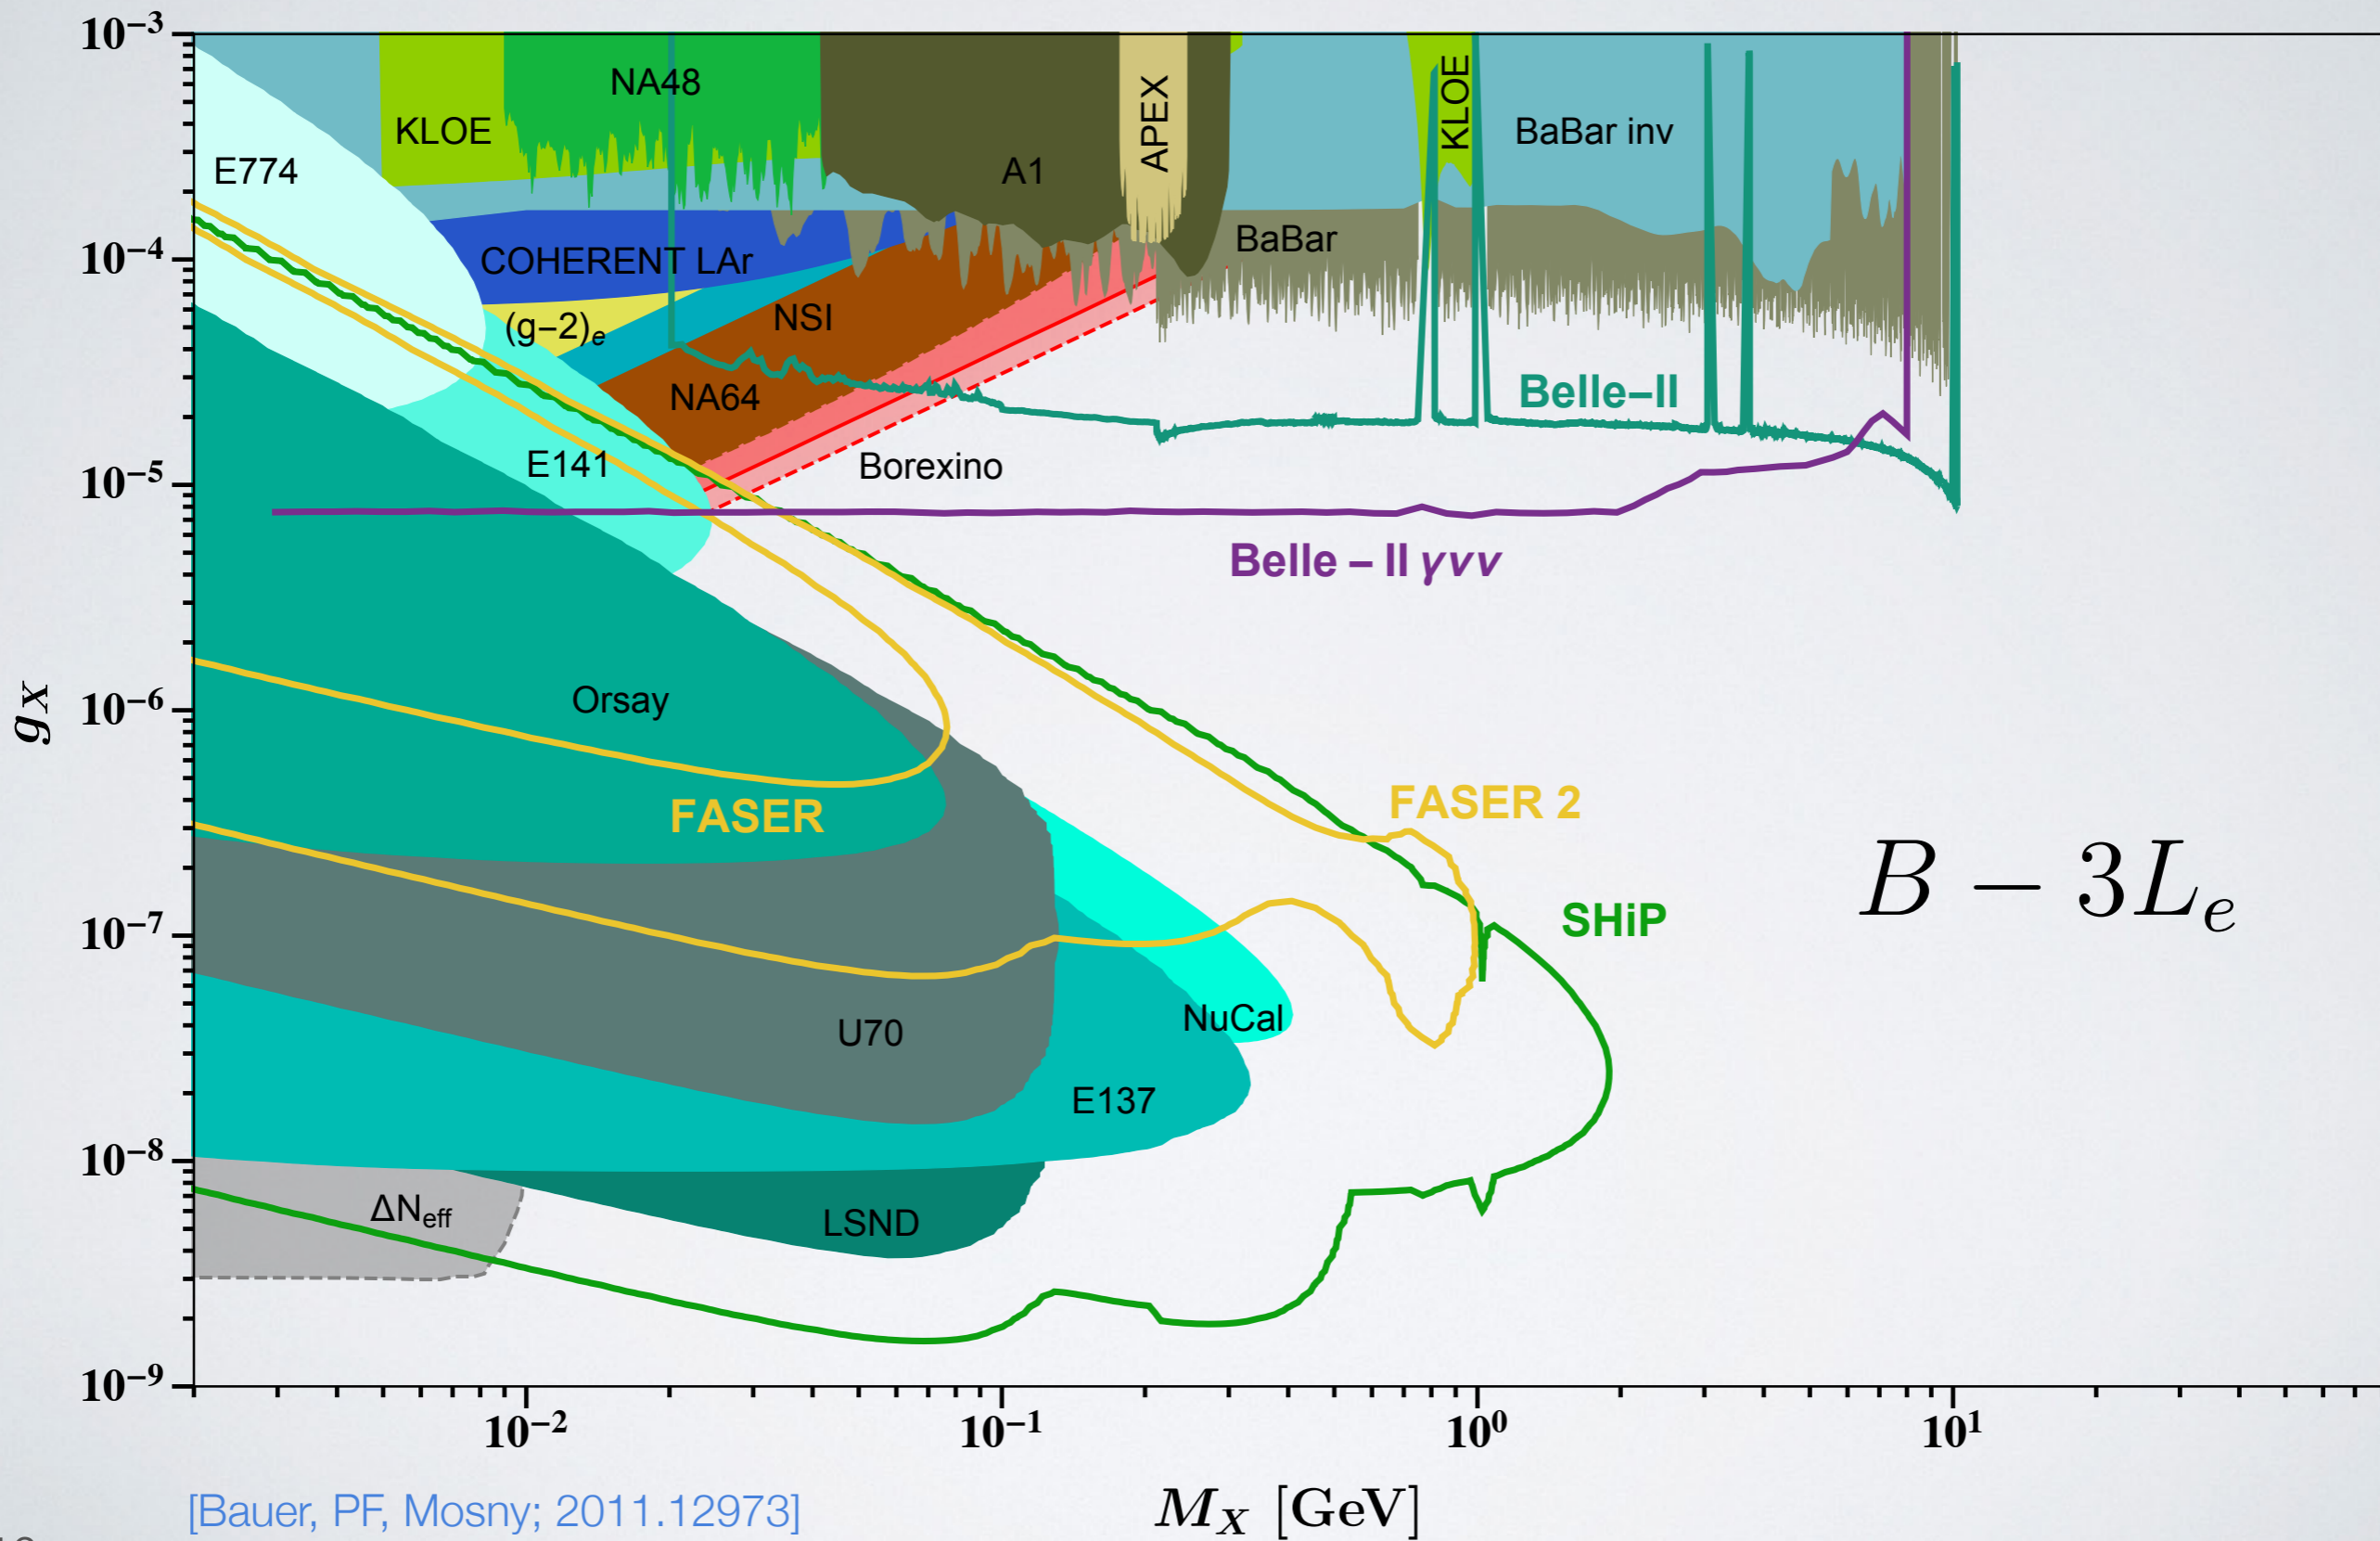 10⁻³
NA48
KLOE
KLOE
APEX
BaBar inv
E774
A1
BaBar
10⁻⁴
COHERENT LAr
(g−2)ₑ
NSI
NA64
Belle–II
E141
Borexino
10⁻⁵
Belle – II γνν
10⁻⁶
Orsay
g_X
FASER
FASER 2
B − 3Lₑ
SHiP
10⁻⁷
NuCal
U70
E137
10⁻⁸
ΔN_eff
LSND
10⁻⁹
10⁻² 10⁻¹ 10⁰ 10¹
M_X [GeV]
[Bauer, PF, Mosny; 2011.12973]